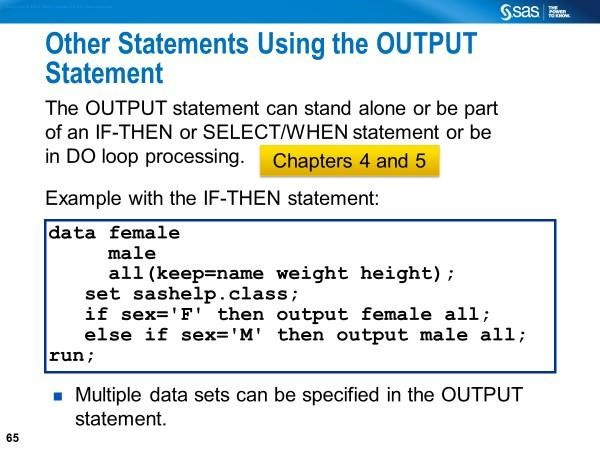 sas
THE
POWER
TO KNOW.
Other Statements Using the OUTPUT
Statement
The OUTPUT statement can stand alone or be part
of an IF-THEN or SELECT/WHEN statement or be
in DO loop processing.
Chapters 4 and 5
Example with the IF-THEN statement:
data female
male
all(keep=name weight height);
set sashelp.class;
if sex='F' then output female all;
else if sex='M' then output male all;
run;
Multiple data sets can be specified in the OUTPUT
statement.
65